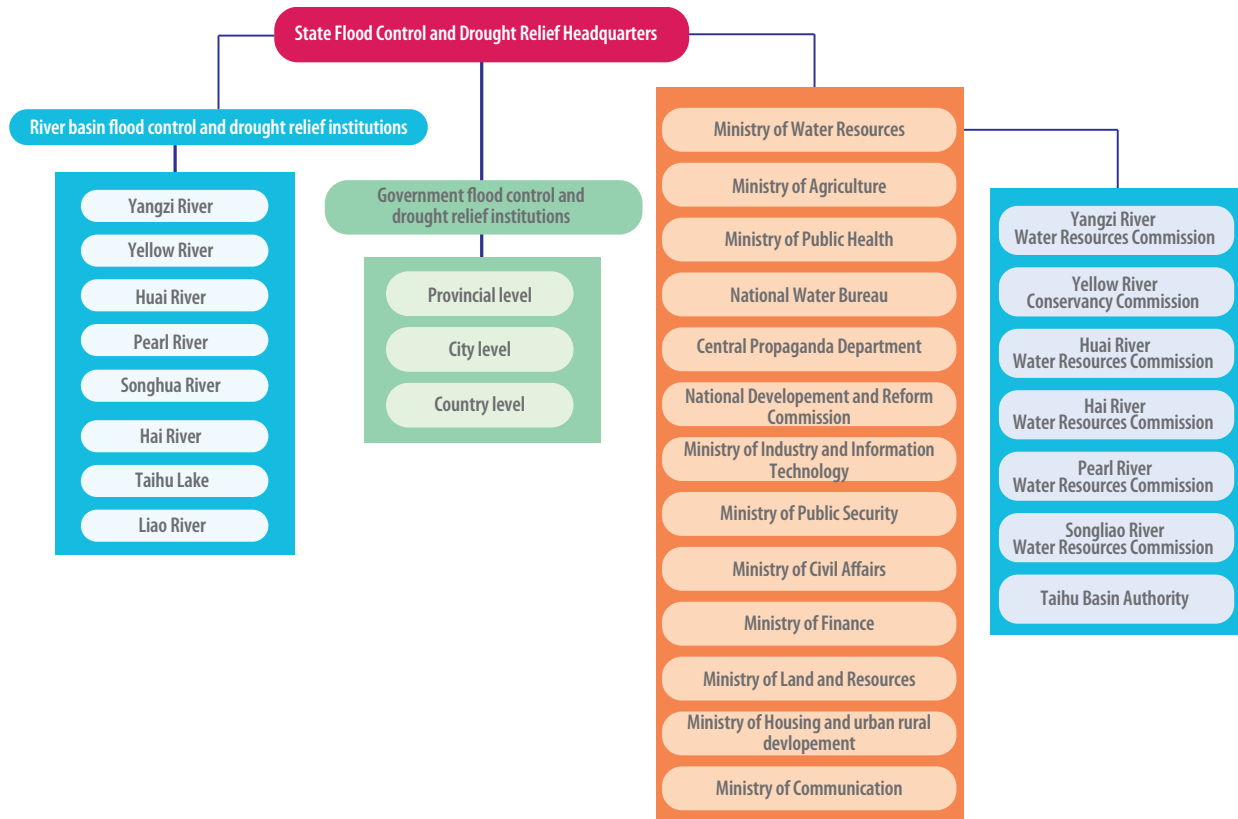 State Flood Control and Drought Relief Headquarters
River basin flood control and drought relief institutions
Yangzi River
Yellow River
Huai River
Pearl River
Songhua River
Hai River
Taihu Lake
Liao River
Government flood control and
drought relief institutions
Provincial level
City level
Country level
Ministry of Water Resources
Ministry of Agriculture
Ministry of Public Health
National Water Bureau
Central Propaganda Department
National Developement and Reform
Commission
Ministry of Industry and Information
Technology
Ministry of Public Security
Ministry of Civil Affairs
Ministry of Finance
Ministry of Land and Resources
Ministry of Housing and urban rural
devlopement
Ministry of Communication
Yangzi River
Water Resources Commission
Yellow River
Conservancy Commission
Huai River
Water Resources Commission
Hai River
Water Resources Commission
Pearl River
Water Resources Commission
Songliao River
Water Resources Commission
Taihu Basin Authority